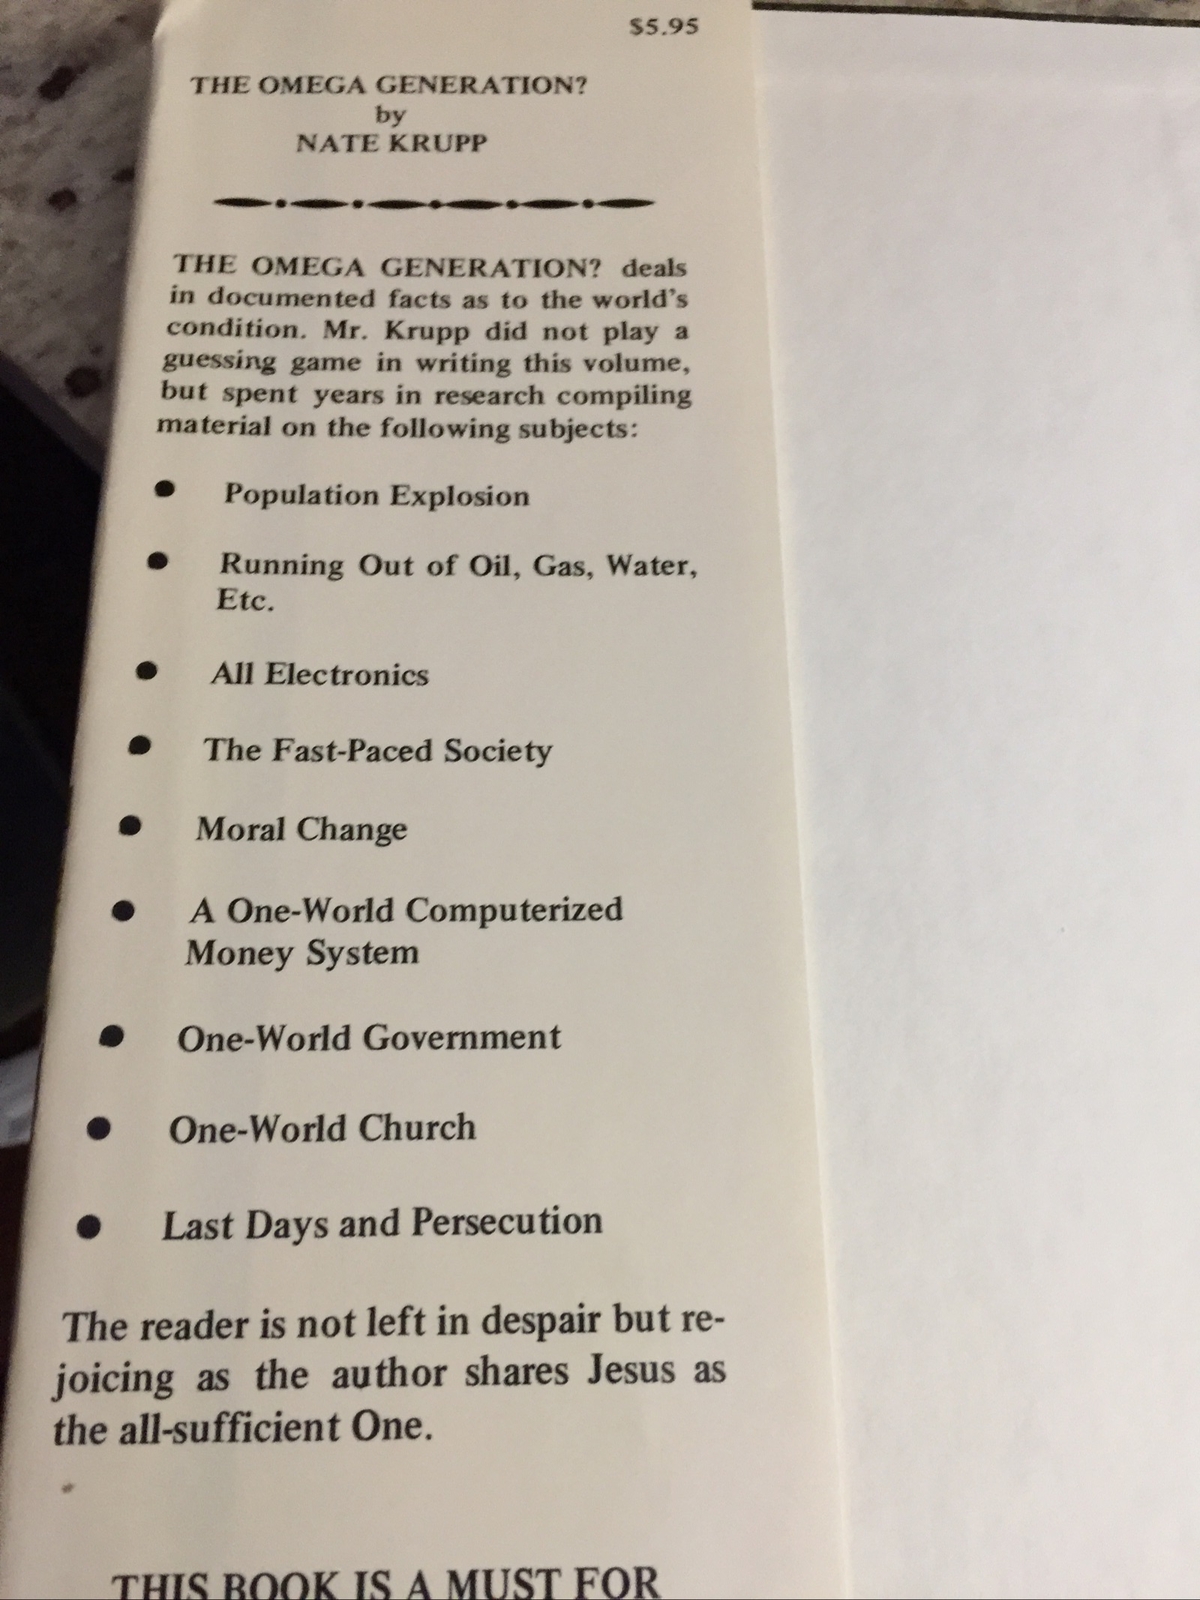 $5.95
THE OMEGA GENERATION?
by
NATE KRUPP
THE OMEGA GENERATION? deals
in documented facts as to the world's
condition. Mr. Krupp did not play a
guessing game in writing this volume,
but spent years in research compiling
material on the following subjects:
• Population Explosion
• Running Out of Oil, Gas, Water,
Etc.
• All Electronics
• The Fast-Paced Society
• Moral Change
• A One-World Computerized
Money System
• One-World Government
• One-World Church
• Last Days and Persecution
The reader is not left in despair but re-
joicing as the author shares Jesus as
the all-sufficient One.
THIS BOOK IS A MUST FOR